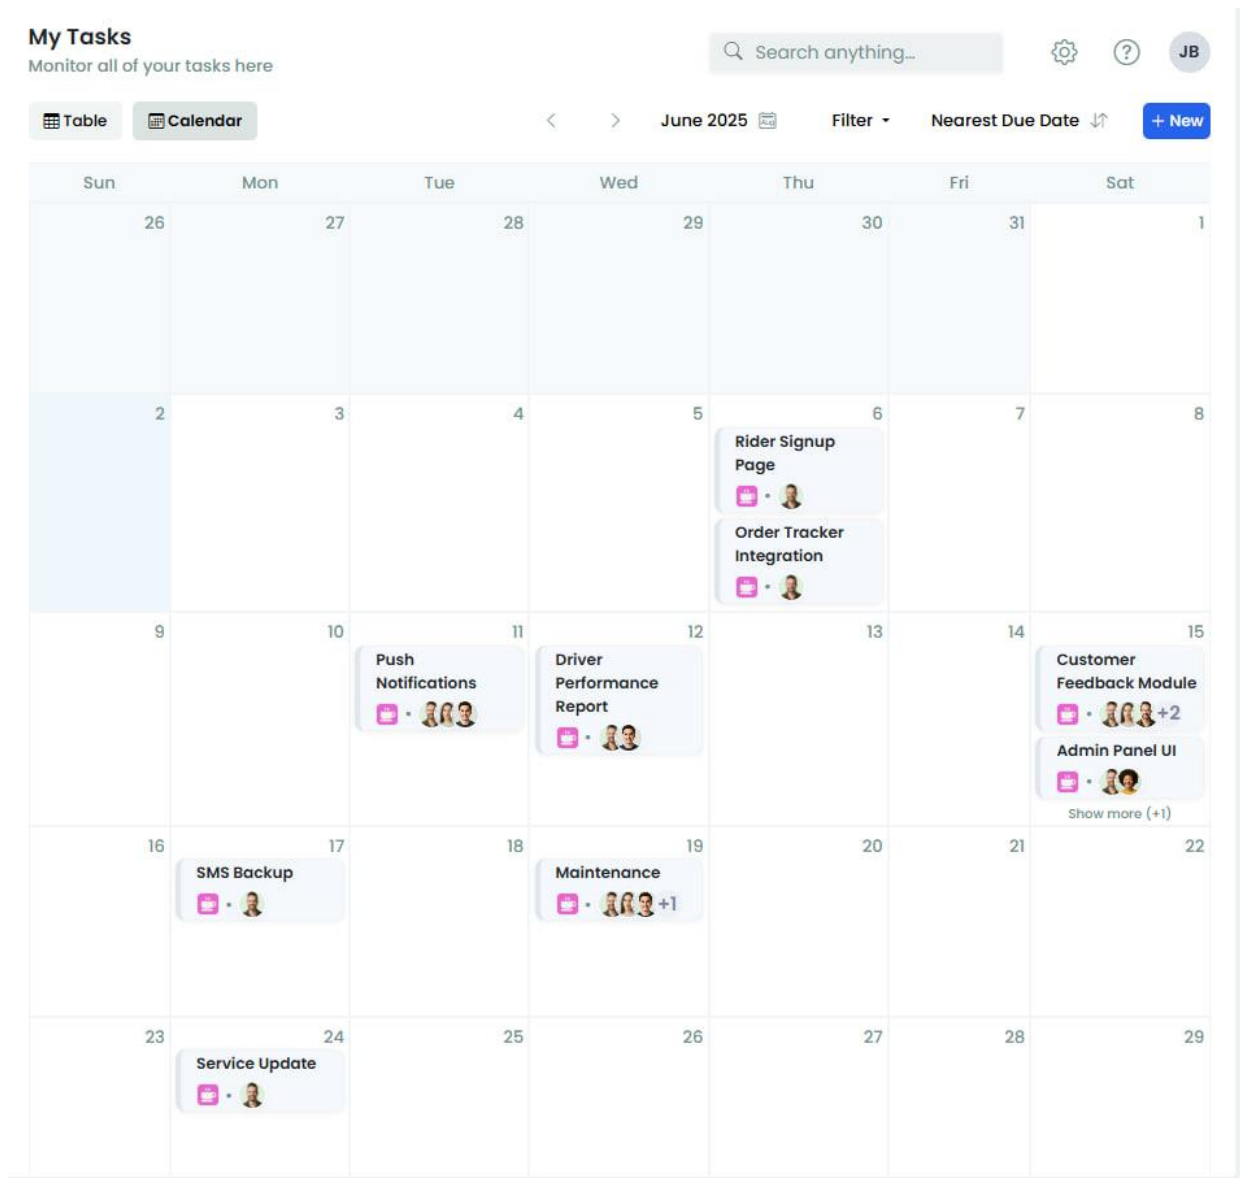 My Tasks
Monitor all of your tasks here
Search anything...
JB
Table
Calendar
June 2025
Filter
Nearest Due Date
+ New
Sun Mon Tue Wed Thu Fri Sat
26 27 28 29 30 31 1
2 3 4 5 6 7 8
Rider Signup
Page
Order Tracker
Integration
9 10 11 12 13 14 15
Push
Notifications
Driver
Performance
Report
Customer
Feedback Module
+2
Admin Panel UI
Show more (+1)
16 17 18 19 20 21 22
SMS Backup
Maintenance
+1
23 24 25 26 27 28 29
Service Update